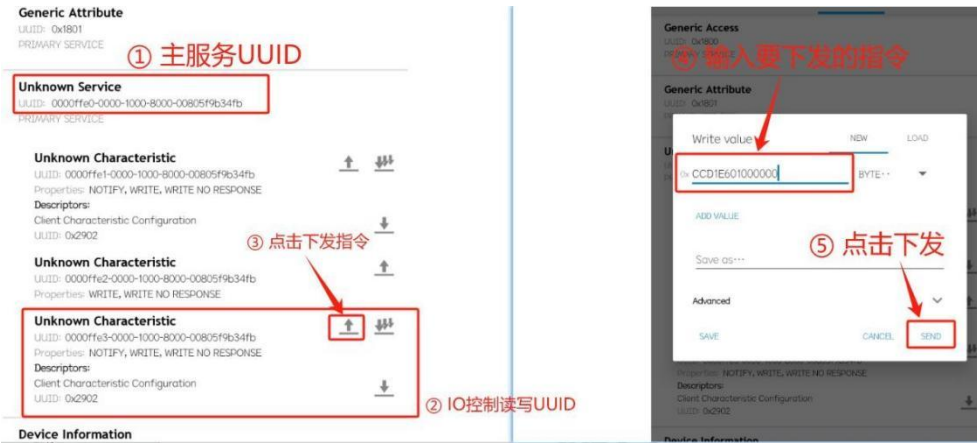 Generic Attribute
UUID: 0x1801
PRIMARY SERVICE
① 主服务UUID
Unknown Service
UUID: 0000ffe0-0000-1000-8000-00805f9b34fb
PRIMARY SERVICE
Unknown Characteristic
UUID: 0000ffe1-0000-1000-8000-00805f9b34fb
Properties: NOTIFY, WRITE, WRITE NO RESPONSE
Descriptors:
Client Characteristic Configuration
UUID: 0x2902
③ 点击下发指令
Unknown Characteristic
UUID: 0000ffe2-0000-1000-8000-00805f9b34fb
Properties: WRITE, WRITE NO RESPONSE
Unknown Characteristic
UUID: 0000ffe3-0000-1000-8000-00805f9b34fb
Properties: NOTIFY, WRITE, WRITE NO RESPONSE
Descriptors:
Client Characteristic Configuration
UUID: 0x2902
② IO控制读写UUID
Device Information
Generic Access
UUID: 0x1800
④ 输入要下发的指令
Generic Attribute
UUID: 0x1801
Write value
NEW
LOAD
0x CCD1E601000000
BYTE···
ADD VALUE
⑤ 点击下发
Save as···
Advanced
SAVE
CANCEL
SEND
Properties: NOTIFY, WRITE, WRITE NO RESPONSE
Descriptors:
Client Characteristic Configuration
UUID: 0x2902
Device Information